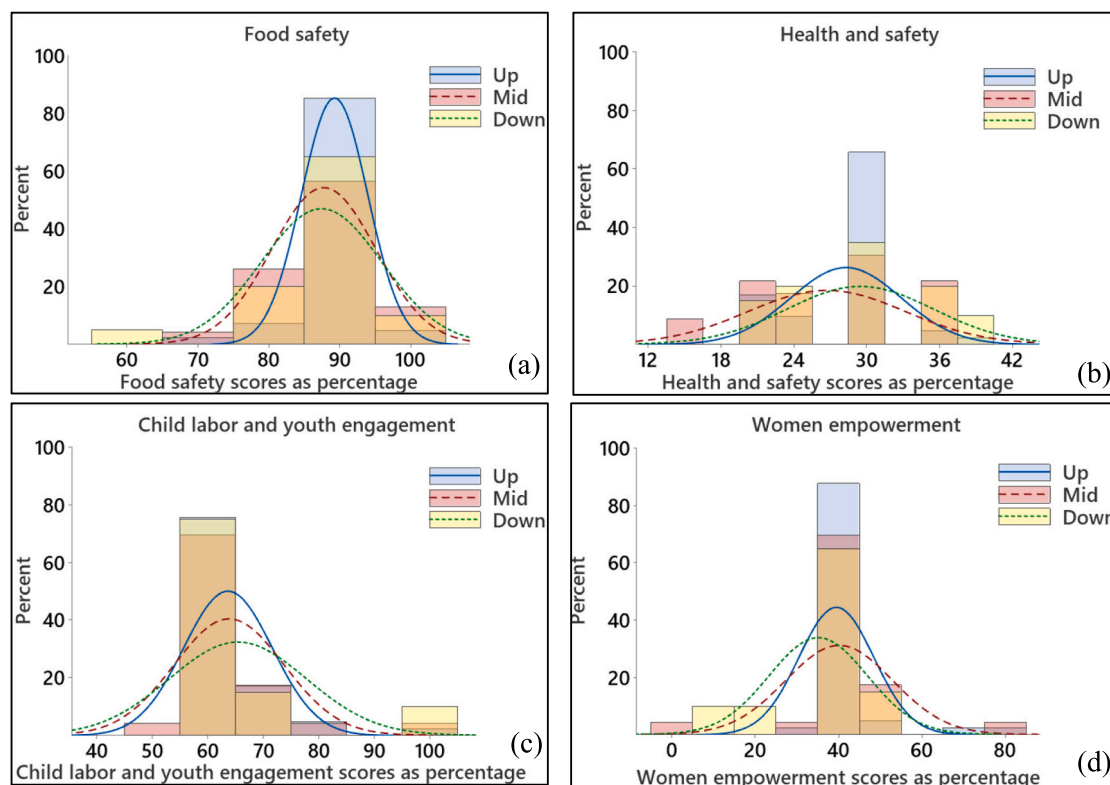 Food safety
100
80
60
40
20
Percent
Up
Mid
Down
60 70 80 90 100
Food safety scores as percentage
(a)
Health and safety
100
80
60
40
20
Percent
Up
Mid
Down
12 18 24 30 36 42
Health and safety scores as percentage
(b)
Child labor and youth engagement
100
80
60
40
20
Percent
Up
Mid
Down
40 50 60 70 80 90 100
Child labor and youth engagement scores as percentage
(c)
Women empowerment
100
80
60
40
20
Percent
Up
Mid
Down
0 20 40 60 80
Women empowerment scores as percentage
(d)